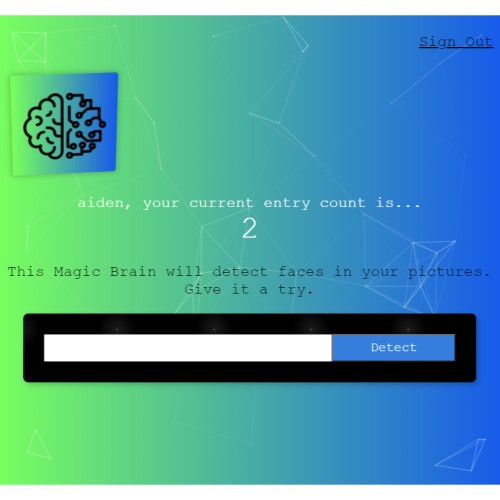 Sign Out
aiden, your current entry count is...
2
This Magic Brain will detect faces in your pictures.
Give it a try.
Detect